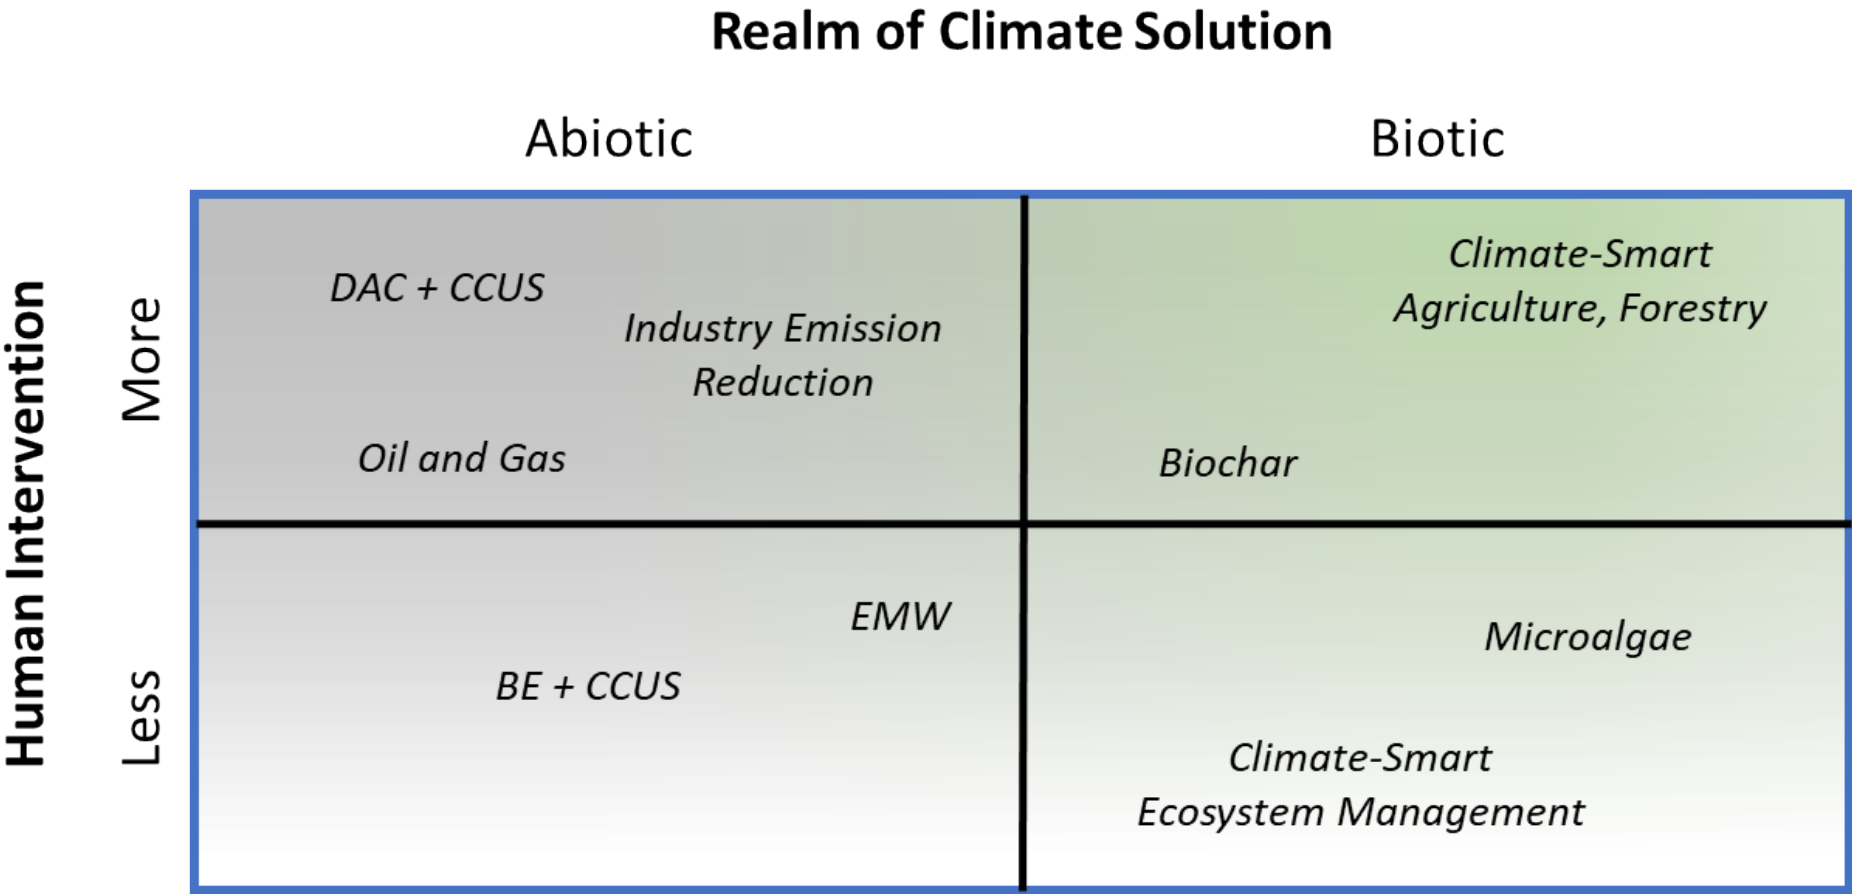 Realm of Climate Solution
Abiotic
Biotic
Human Intervention
More
Less
DAC + CCUS
Industry Emission
Reduction
Oil and Gas
Climate-Smart
Agriculture, Forestry
Biochar
EMW
BE + CCUS
Microalgae
Climate-Smart
Ecosystem Management